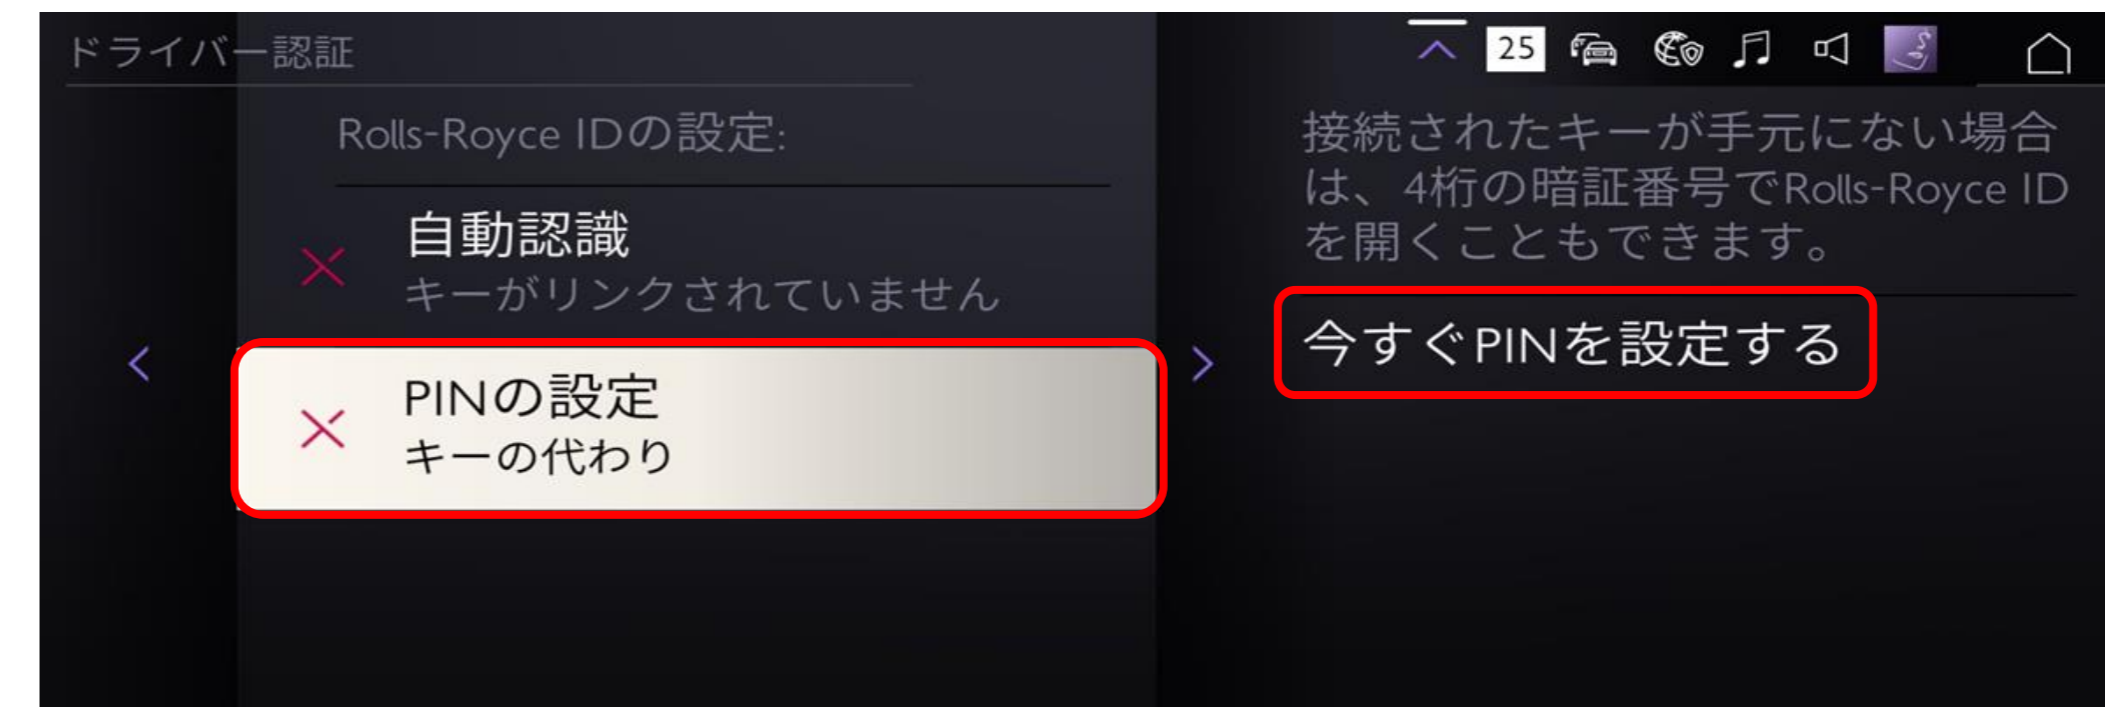 ドライバー認証
25
Rolls-Royce IDの設定:
自動認識
キーがリンクされていません
PINの設定
キーの代わり
接続されたキーが手元にない場合
は、4桁の暗証番号でRolls-Royce ID
を開くこともできます。
今すぐPINを設定する